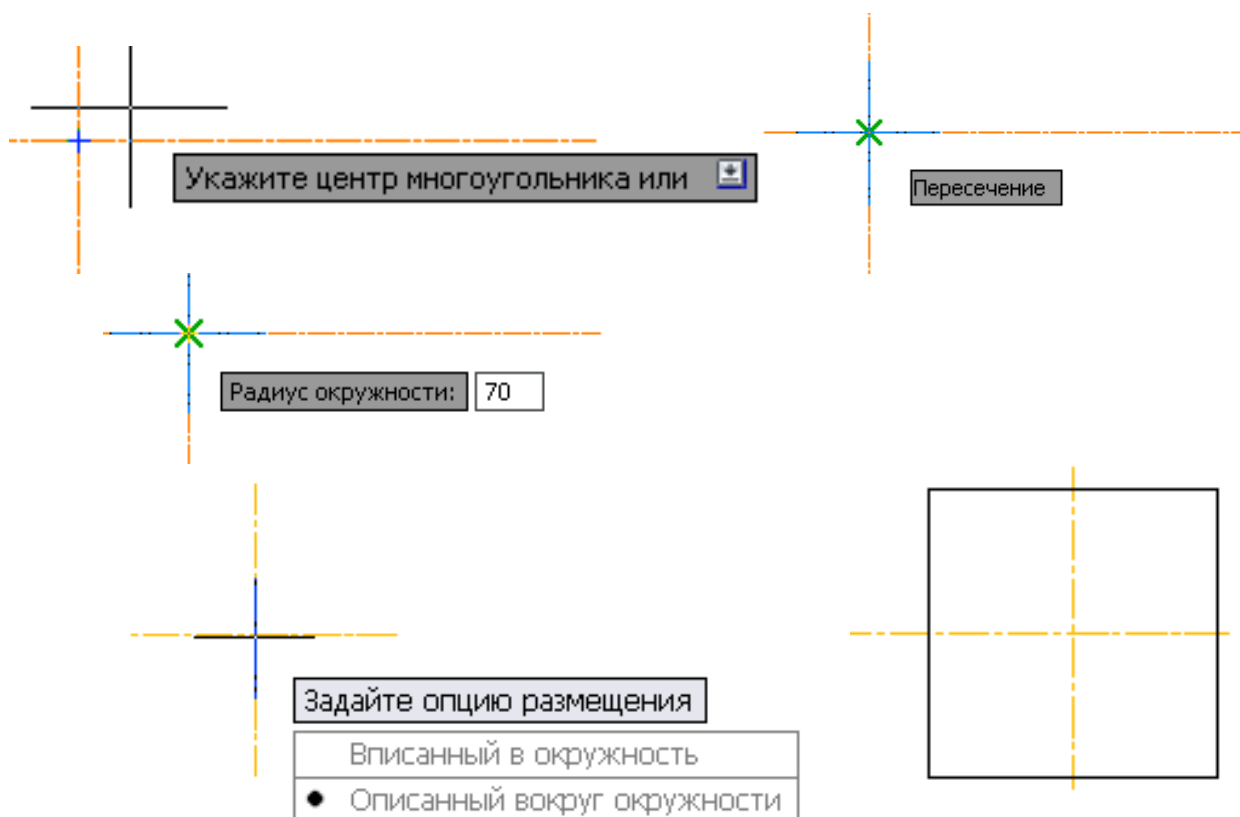 Укажите центр многоугольника или
Пересечение
Радиус окружности: 70
Задайте опцию размещения
Вписанный в окружность
Описанный вокруг окружности